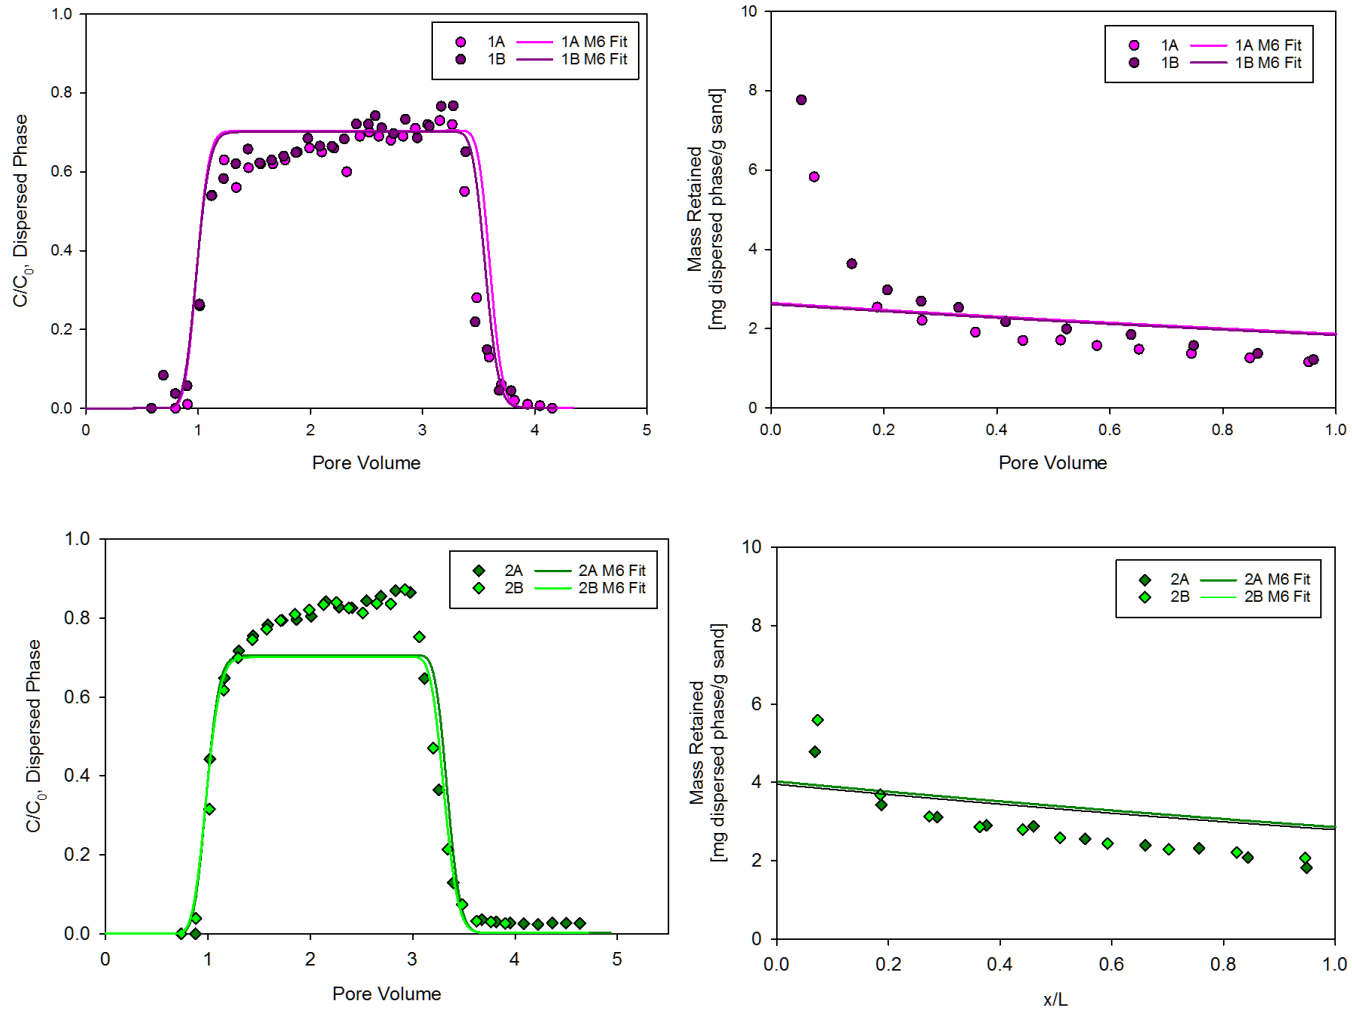 1.0
0.8
0.6
0.4
0.2
0.0
0 1 2 3 4 5
C/C0, Dispersed Phase
Pore Volume
1A 1A M6 Fit
1B 1B M6 Fit
10
8
6
4
2
0
0.0 0.2 0.4 0.6 0.8 1.0
Mass Retained
[mg dispersed phase/g sand)
Pore Volume
1A 1A M6 Fit
1B 1B M6 Fit
1.0
0.8
0.6
0.4
0.2
0.0
0 1 2 3 4 5
C/C0, Dispersed Phase
Pore Volume
2A 2A M6 Fit
2B 2B M6 Fit
10
8
6
4
2
0
0.0 0.2 0.4 0.6 0.8 1.0
Mass Retained
[mg dispersed phase/g sand)
x/L
2A 2A M6 Fit
2B 2B M6 Fit